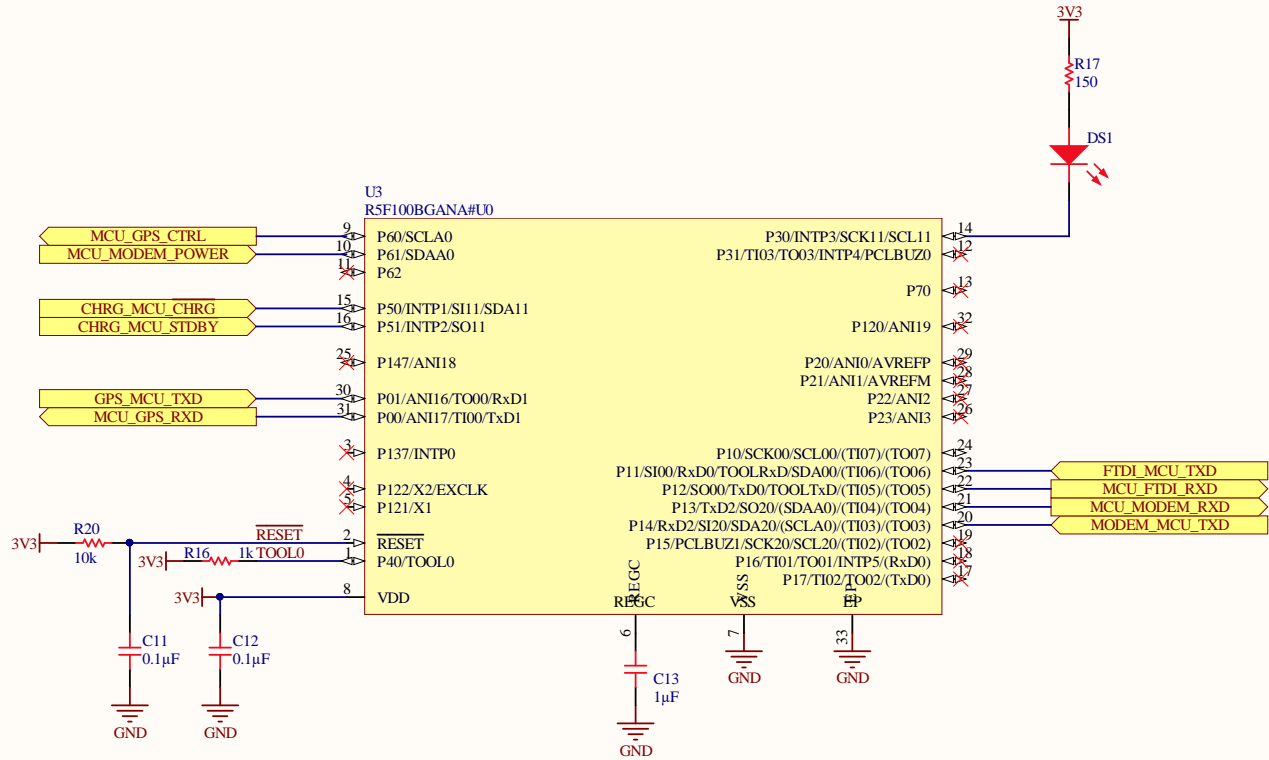 3V3
R17
150
DS1
U3
R5F100BGANA#U0
MCU_GPS_CTRL
9
P60/SCLA0
P30/INTP3/SCK11/SCL11
14
MCU_MODEM_POWER
10
P61/SDAA0
P31/TI03/TO03/INTP4/PCLBUZ0
12
11
P62
P70
13
CHRG_MCU_CHRG
15
P50/INTP1/SI11/SDA11
CHRG_MCU_STDBY
16
P51/INTP2/SO11
P120/ANI19
32
25
P147/ANI18
P20/ANI0/AVREFP
29
P21/ANI1/AVREFM
28
GPS_MCU_TXD
30
P01/ANI16/TO00/RxD1
P22/ANI2
27
MCU_GPS_RXD
31
P00/ANI17/TI00/TxD1
P23/ANI3
26
3
P137/INTP0
P10/SCK00/SCL00/(TI07)/(TO07)
24
P11/SI00/RxD0/TOOLRxD/SDA00/(TI06)/(TO06)
23
FTDI_MCU_TXD
4
P122/X2/EXCLK
P12/SO00/TxD0/TOOLTxD/(TI05)/(TO05)
22
MCU_FTDI_RXD
5
P121/X1
P13/TxD2/SO20/(SDAA0)/(TI04)/(TO04)
21
MCU_MODEM_RXD
P14/RxD2/SI20/SDA20/(SCLA0)/(TI03)/(TO03)
20
MODEM_MCU_TXD
3V3
R20
10k
RESET
2
RESET
P15/PCLBUZ1/SCK20/SCL20/(TI02)/(TO02)
19
3V3
R16
1k
TOOL0
1
P40/TOOL0
P16/TI01/TO01/INTP5/(RxD0)
18
P17/TI02/TO02/(TxD0)
17
3V3
8
VDD
REGC
REGC
VSS
VSS
EP
EP
6
7
33
C11
0.1µF
C12
0.1µF
C13
1µF
GND
GND
GND
GND
GND